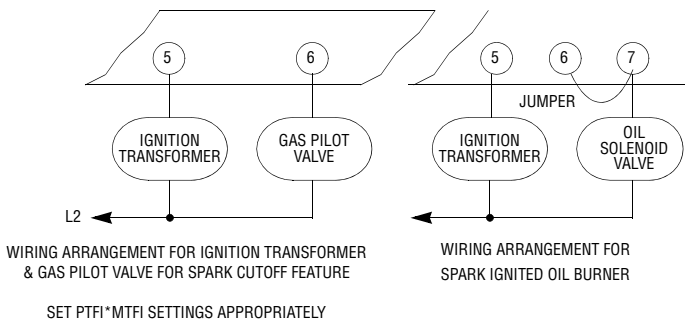 5 6 5 6 7
JUMPER
IGNITION
TRANSFORMER
GAS PILOT
VALVE
IGNITION
TRANSFORMER
OIL
SOLENOID
VALVE
L2
WIRING ARRANGEMENT FOR IGNITION TRANSFORMER
& GAS PILOT VALVE FOR SPARK CUTOFF FEATURE
WIRING ARRANGEMENT FOR
SPARK IGNITED OIL BURNER
SET PTFI*MTFI SETTINGS APPROPRIATELY